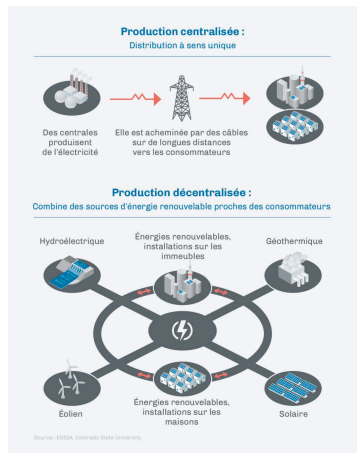 Production centralisée :
Distribution à sens unique
Des centrales
produisent
de l'électricité
Elle est acheminée par des câbles
sur de longues distances
vers les consommateurs
Production décentralisée :
Combine des sources d'énergie renouvelable proches des consommateurs
Hydroélectrique
Énergies renouvelables,
installations sur les
immeubles
Géothermique
Éolien
Énergies renouvelables,
installations sur les
maisons
Solaire
Source : ENISA, Colorado State University